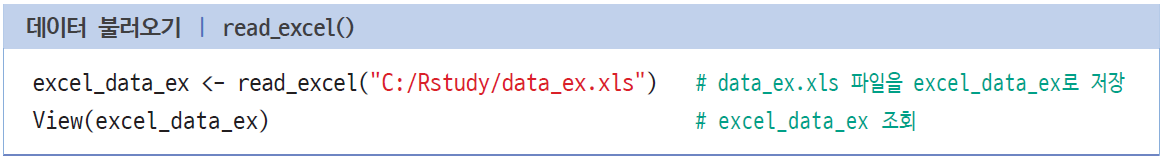 데이터 불러오기 | read_excel()
excel_data_ex <- read_excel("C:/Rstudy/data_ex.xls") # data_ex.xls 파일을 excel_data_ex로 저장
View(excel_data_ex) # excel_data_ex 조회